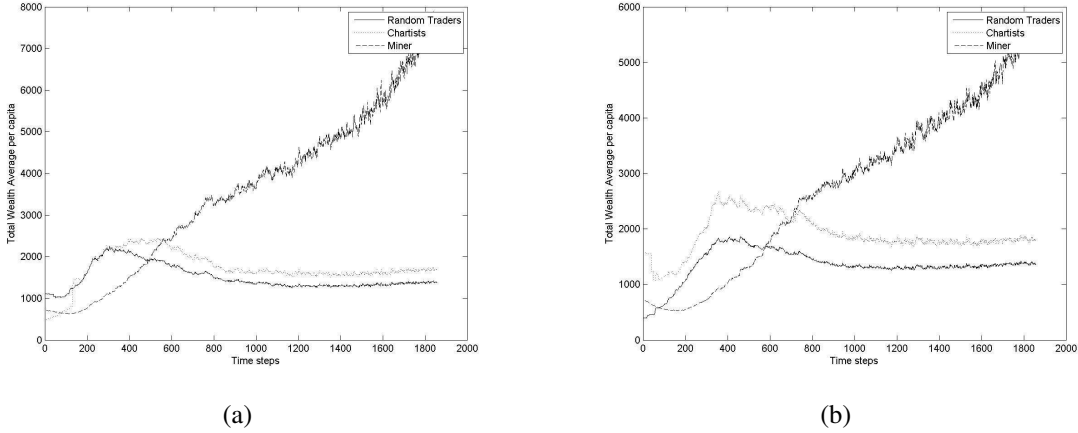 8000
7000
6000
5000
4000
3000
2000
1000
0
Total Wealth Average per capita
Random Traders
Chartists
Miner
0 200 400 600 800 1000 1200 1400 1600 1800 2000
Time steps
(a)
6000
5000
4000
3000
2000
1000
0
Total Wealth Average per capita
Random Traders
Chartists
Miner
0 200 400 600 800 1000 1200 1400 1600 1800 2000
Time steps
(b)